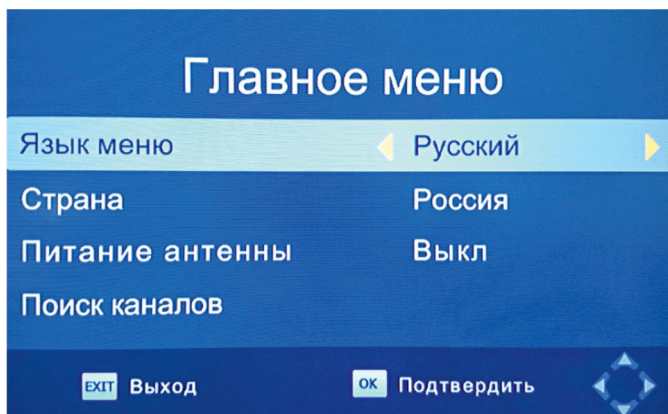 Главное меню
Язык меню Русский
Страна Россия
Питание антенны Выкл
Поиск каналов
EXIT Выход OK Подтвердить